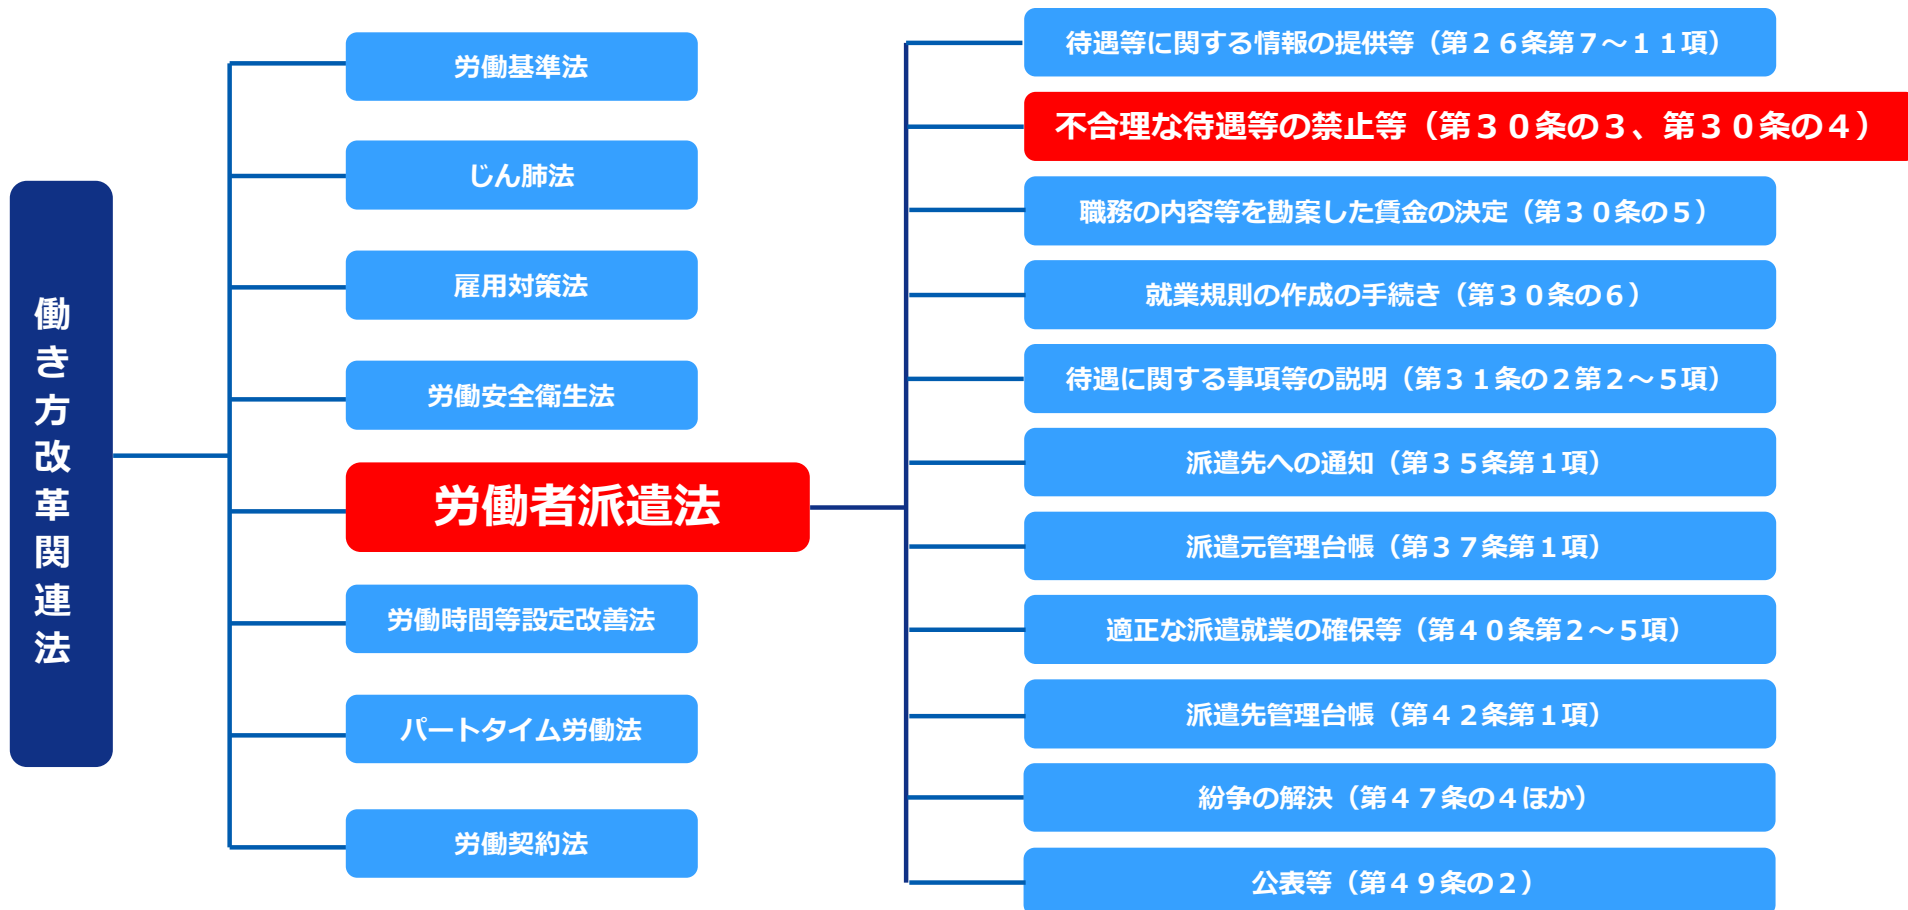 働き方改革関連法
労働基準法
じん肺法
雇用対策法
労働安全衛生法
労働者派遣法
労働時間等設定改善法
パートタイム労働法
労働契約法
待遇等に関する情報の提供等（第２６条第７～１１項）
不合理な待遇等の禁止等（第３０条の３、第３０条の４）
職務の内容等を勘案した賃金の決定（第３０条の５）
就業規則の作成の手続き（第３０条の６）
待遇に関する事項等の説明（第３１条の２第２～５項）
派遣先への通知（第３５条第１項）
派遣元管理台帳（第３７条第１項）
適正な派遣就業の確保等（第４０条第２～５項）
派遣先管理台帳（第４２条第１項）
紛争の解決（第４７条の４ほか）
公表等（第４９条の２）